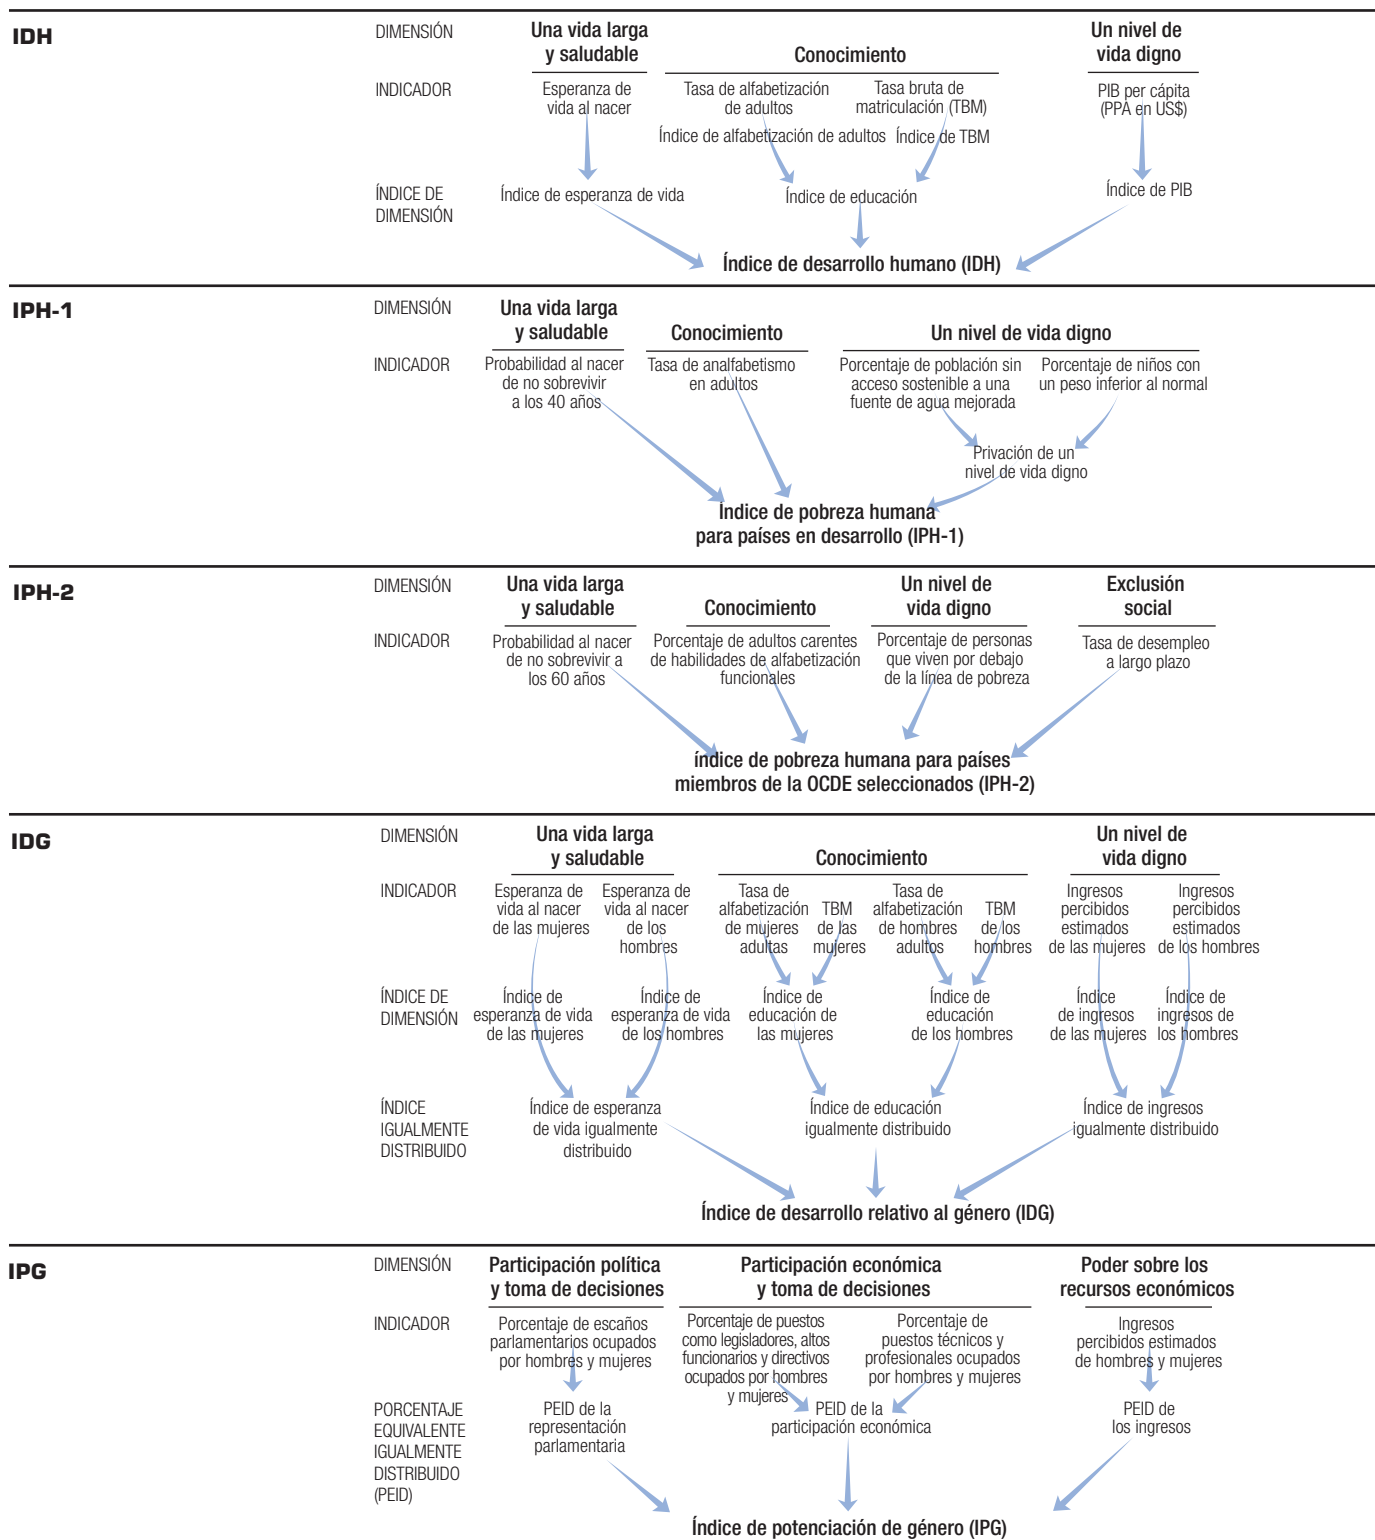 IDH
DIMENSIÓN
Una vida larga
y saludable
Conocimiento
Un nivel de
vida digno
INDICADOR
Esperanza de
vida al nacer
Tasa de alfabetización
de adultos
Tasa bruta de
matriculación (TBM)
PIB per cápita
(PPA en US$)
Índice de alfabetización de adultos
Índice de TBM
ÍNDICE DE
DIMENSIÓN
Índice de esperanza de vida
Índice de educación
Índice de PIB
Índice de desarrollo humano (IDH)
IPH-1
DIMENSIÓN
Una vida larga
y saludable
Conocimiento
Un nivel de vida digno
INDICADOR
Probabilidad al nacer
de no sobrevivir
a los 40 años
Tasa de analfabetismo
en adultos
Porcentaje de población sin
acceso sostenible a una
fuente de agua mejorada
Porcentaje de niños con
un peso inferior al normal
Privación de un
nivel de vida digno
Índice de pobreza humana
para países en desarrollo (IPH-1)
IPH-2
DIMENSIÓN
Una vida larga
y saludable
Conocimiento
Un nivel de
vida digno
Exclusión
social
INDICADOR
Probabilidad al nacer
de no sobrevivir a
los 60 años
Porcentaje de adultos carentes
de habilidades de alfabetización
funcionales
Porcentaje de personas
que viven por debajo
de la línea de pobreza
Tasa de desempleo
a largo plazo
índice de pobreza humana para países
miembros de la OCDE seleccionados (IPH-2)
IDG
DIMENSIÓN
Una vida larga
y saludable
Conocimiento
Un nivel de
vida digno
INDICADOR
Esperanza de
vida al nacer
de las mujeres
Esperanza de
vida al nacer
de los
hombres
Tasa de
alfabetización
de mujeres
adultas
TBM
de las
mujeres
Tasa de
alfabetización
de hombres
adultos
TBM
de los
hombres
Ingresos
percibidos
estimados
de las mujeres
Ingresos
percibidos
estimados
de los hombres
ÍNDICE DE
DIMENSIÓN
Índice de
esperanza de vida
de las mujeres
Índice de
esperanza de vida
de los hombres
Índice de
educación de
las mujeres
Índice de
educación
de los hombres
Índice
de ingresos
de las mujeres
Índice de
ingresos de
los hombres
ÍNDICE
IGUALMENTE
DISTRIBUIDO
Índice de esperanza
de vida igualmente
distribuido
Índice de educación
igualmente distribuido
Índice de ingresos
igualmente distribuido
Índice de desarrollo relativo al género (IDG)
IPG
DIMENSIÓN
Participación política
y toma de decisiones
Participación económica
y toma de decisiones
Poder sobre los
recursos económicos
INDICADOR
Porcentaje de escaños
parlamentarios ocupados
por hombres y mujeres
Porcentaje de puestos
como legisladores, altos
funcionarios y directivos
ocupados por hombres
y mujeres
Porcentaje de
puestos técnicos y
profesionales ocupados
por hombres y mujeres
Ingresos
percibidos estimados
de hombres y mujeres
PORCENTAJE
EQUIVALENTE
IGUALMENTE
DISTRIBUIDO
(PEID)
PEID de la
representación
parlamentaria
PEID de la
participación económica
PEID de
los ingresos
Índice de potenciación de género (IPG)